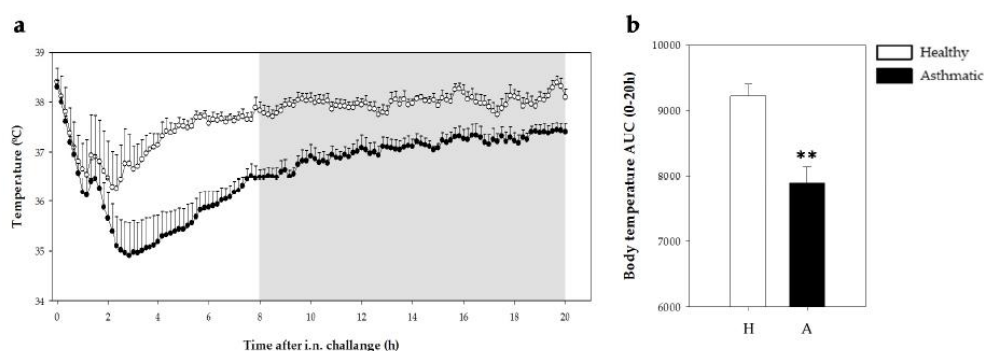 a
39
38
37
36
35
34
Temperature (ºC)
0 2 4 6 8 10 12 14 16 18 20
Time after i.n. challange (h)
b
10000
9000
8000
7000
6000
Body temperature AUC (0-20h)
**
H A
Healthy
Asthmatic